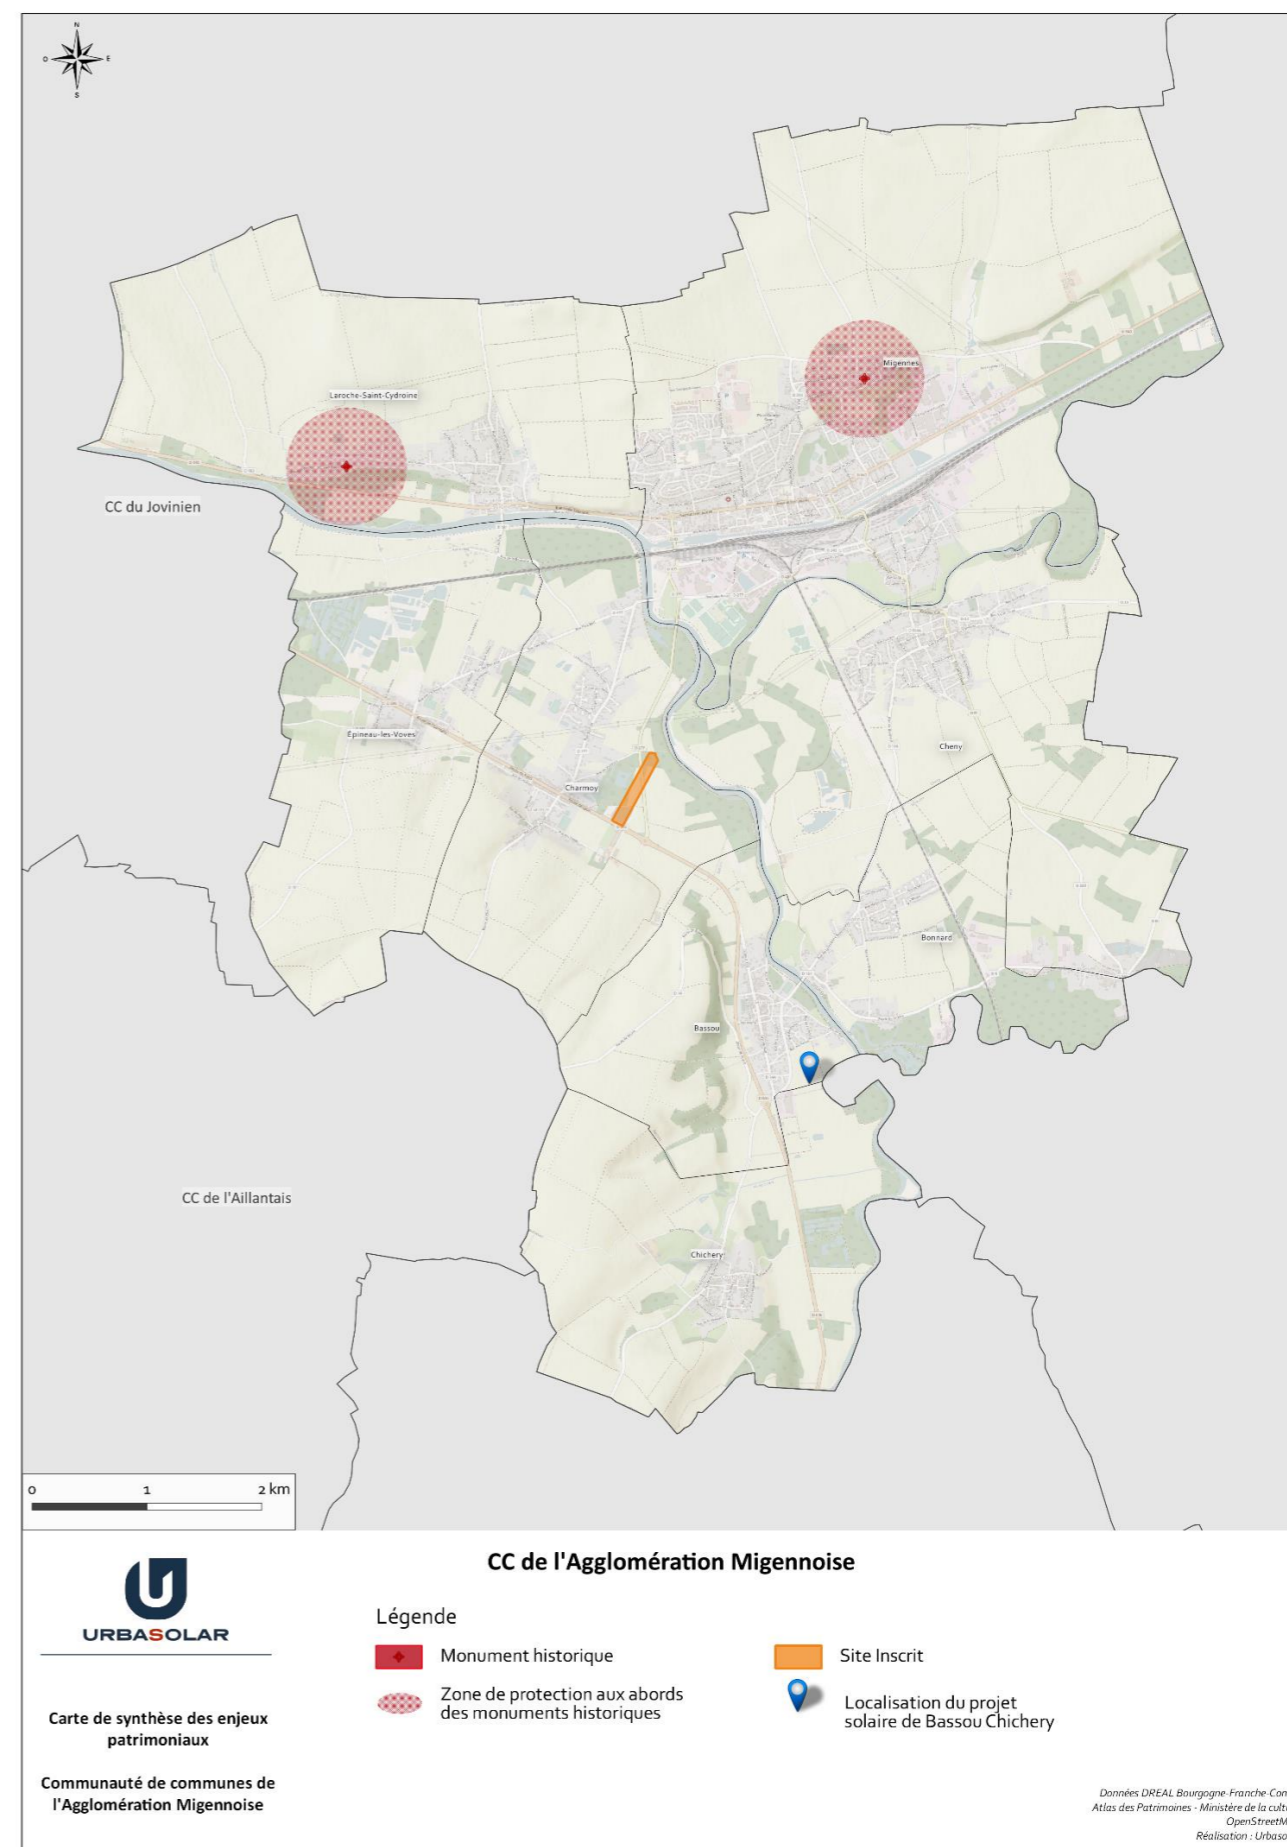 N
O
E
S
Migennes
Laroche-Saint-Cydroine
CC du Jovinien
Épineau-les-Voves
Cheny
Charmoy
Bonnard
Bassou
CC de l'Aillantais
Chichery
0 1 2 km
CC de l'Agglomération Migennoise
URBASOLAR
Carte de synthèse des enjeux
patrimoniaux
Communauté de communes de
l'Agglomération Migennoise
Légende
Monument historique
Zone de protection aux abords
des monuments historiques
Site Inscrit
Localisation du projet
solaire de Bassou Chichery
Données DREAL Bourgogne-Franche-Com
Atlas des Patrimoines - Ministère de la cult
OpenStreetM
Réalisation : Urbaso